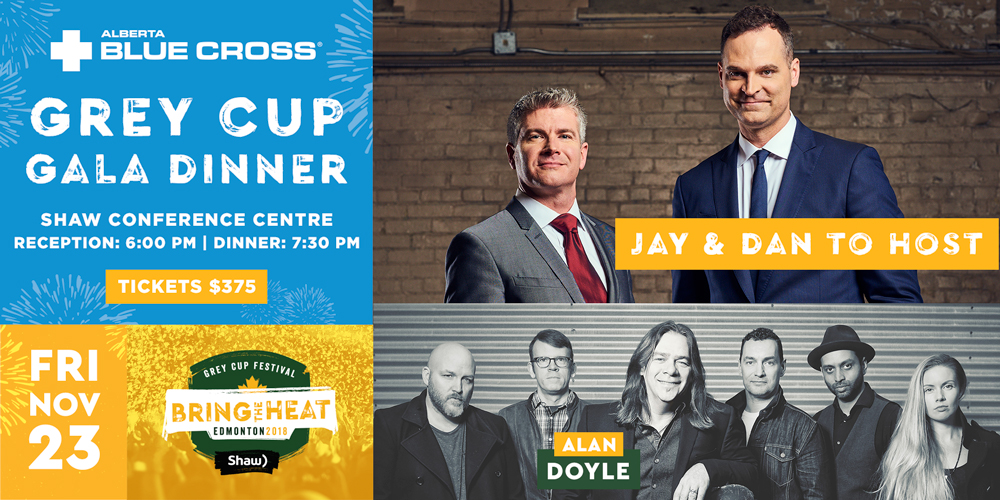 ALBERTA
BLUE CROSS®
GREY CUP
GALA DINNER
SHAW CONFERENCE CENTRE
RECEPTION: 6:00 PM | DINNER: 7:30 PM
TICKETS $375
FRI
NOV
23
GREY CUP FESTIVAL
BRING THE HEAT
EDMONTON 2018
Shaw)
JAY & DAN TO HOST
ALAN
DOYLE